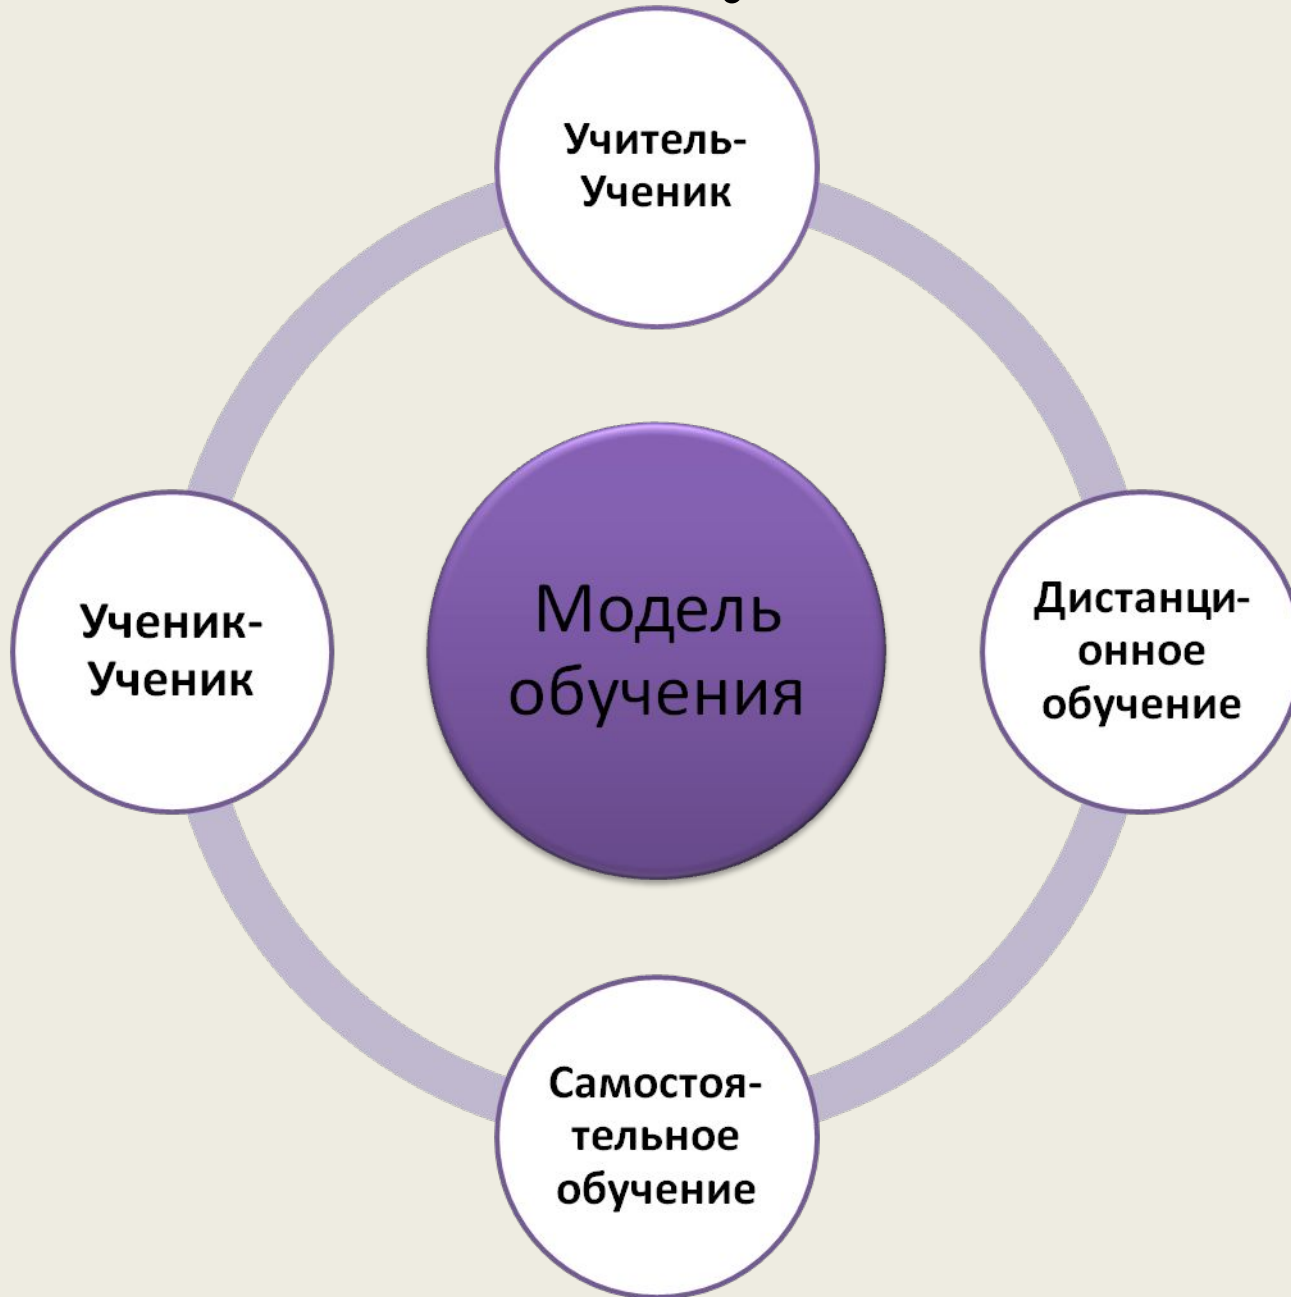 Учитель-
Ученик
Ученик-
Ученик
Модель
обучения
Дистанци-
онное
обучение
Самостоя-
тельное
обучение